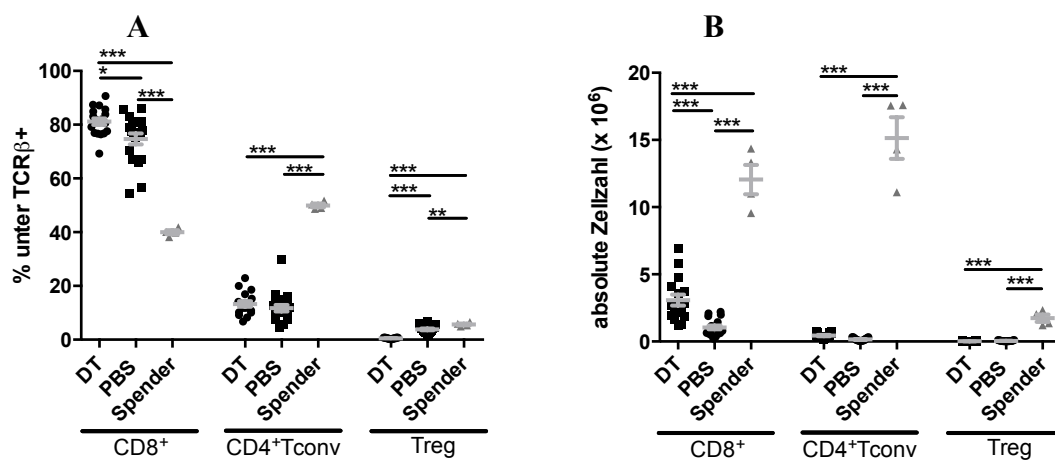 A
% unter TCRβ+
100
80
60
40
20
0
***
*
***
***
***
***
***
**
DT
PBS
Spender
DT
PBS
Spender
DT
PBS
Spender
CD8⁺
CD4⁺Tconv
Treg
B
absolute Zellzahl (x 10⁶)
20
15
10
5
0
***
***
***
***
***
***
***
DT
PBS
Spender
DT
PBS
Spender
DT
PBS
Spender
CD8⁺
CD4⁺Tconv
Treg